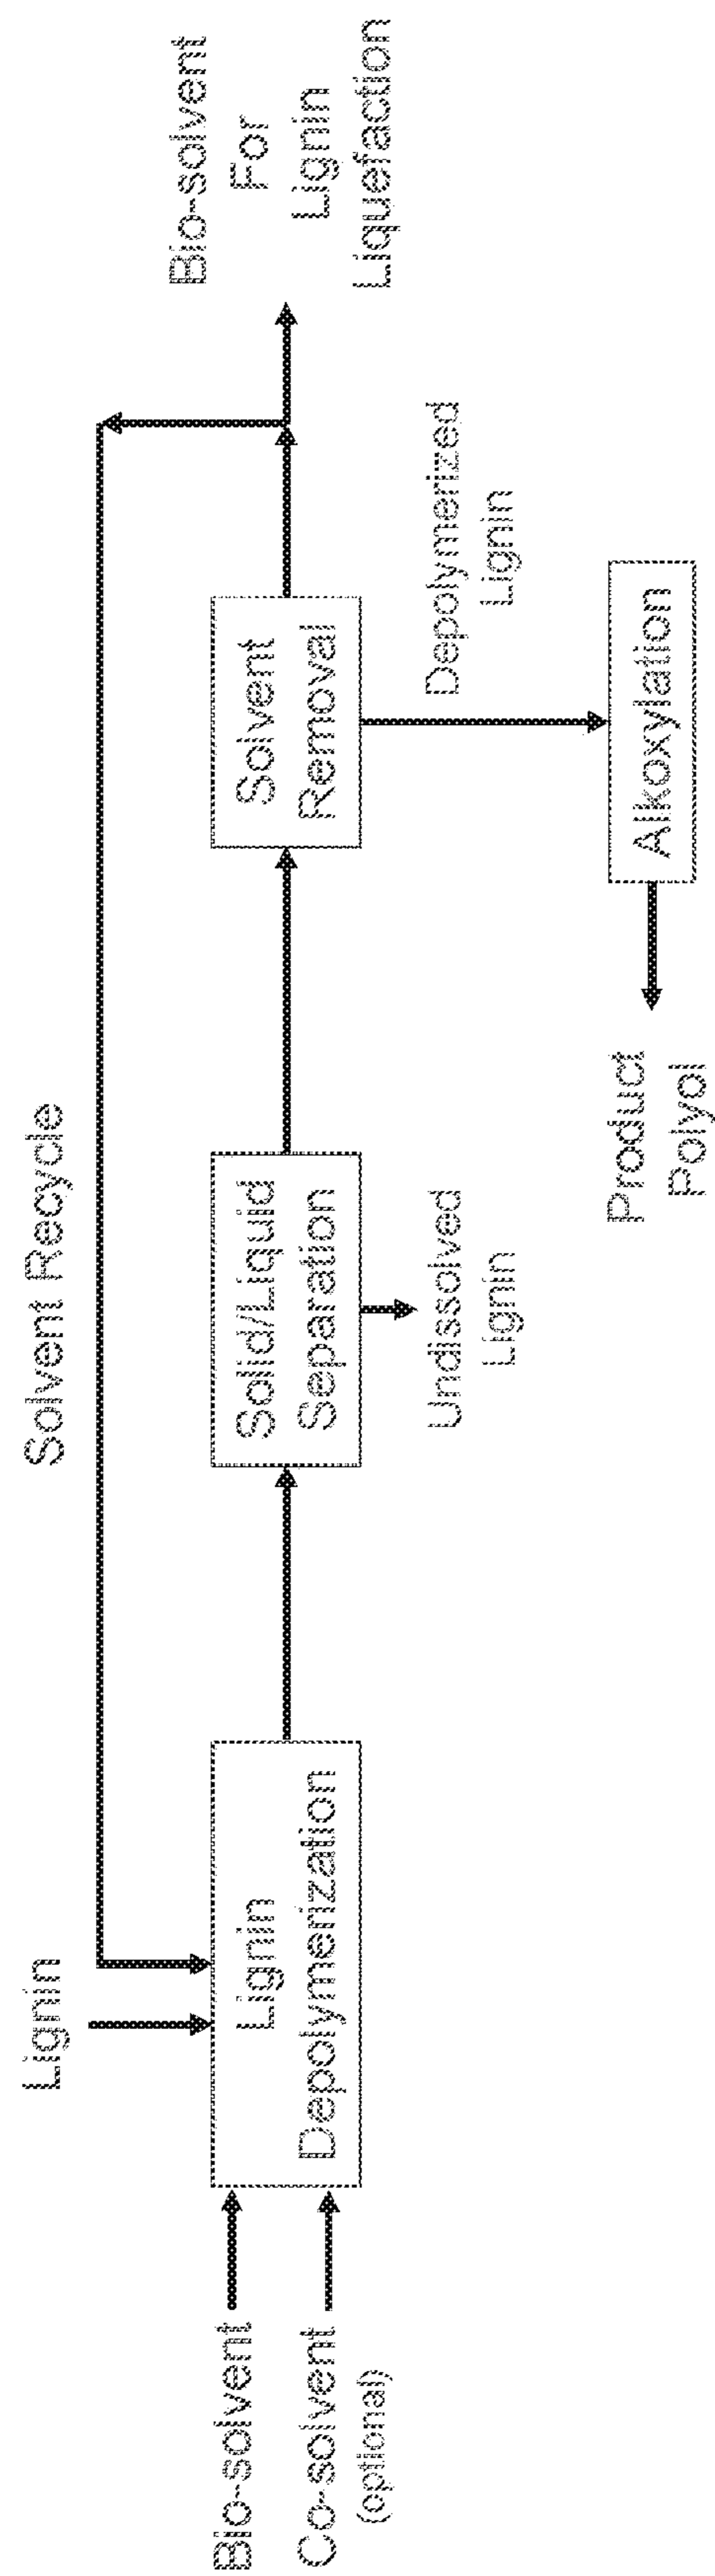 Solvent Recycle
Lignin
Bio-solvent
Co-solvent
(optional)
Lignin
Depolymerization
Solid/Liquid
Separation
Solvent
Removal
Bio-solvent
For
Lignin
Liquefaction
Undissolved
Lignin
Depolymerized
Lignin
Product
Polyol
Alkoxylation